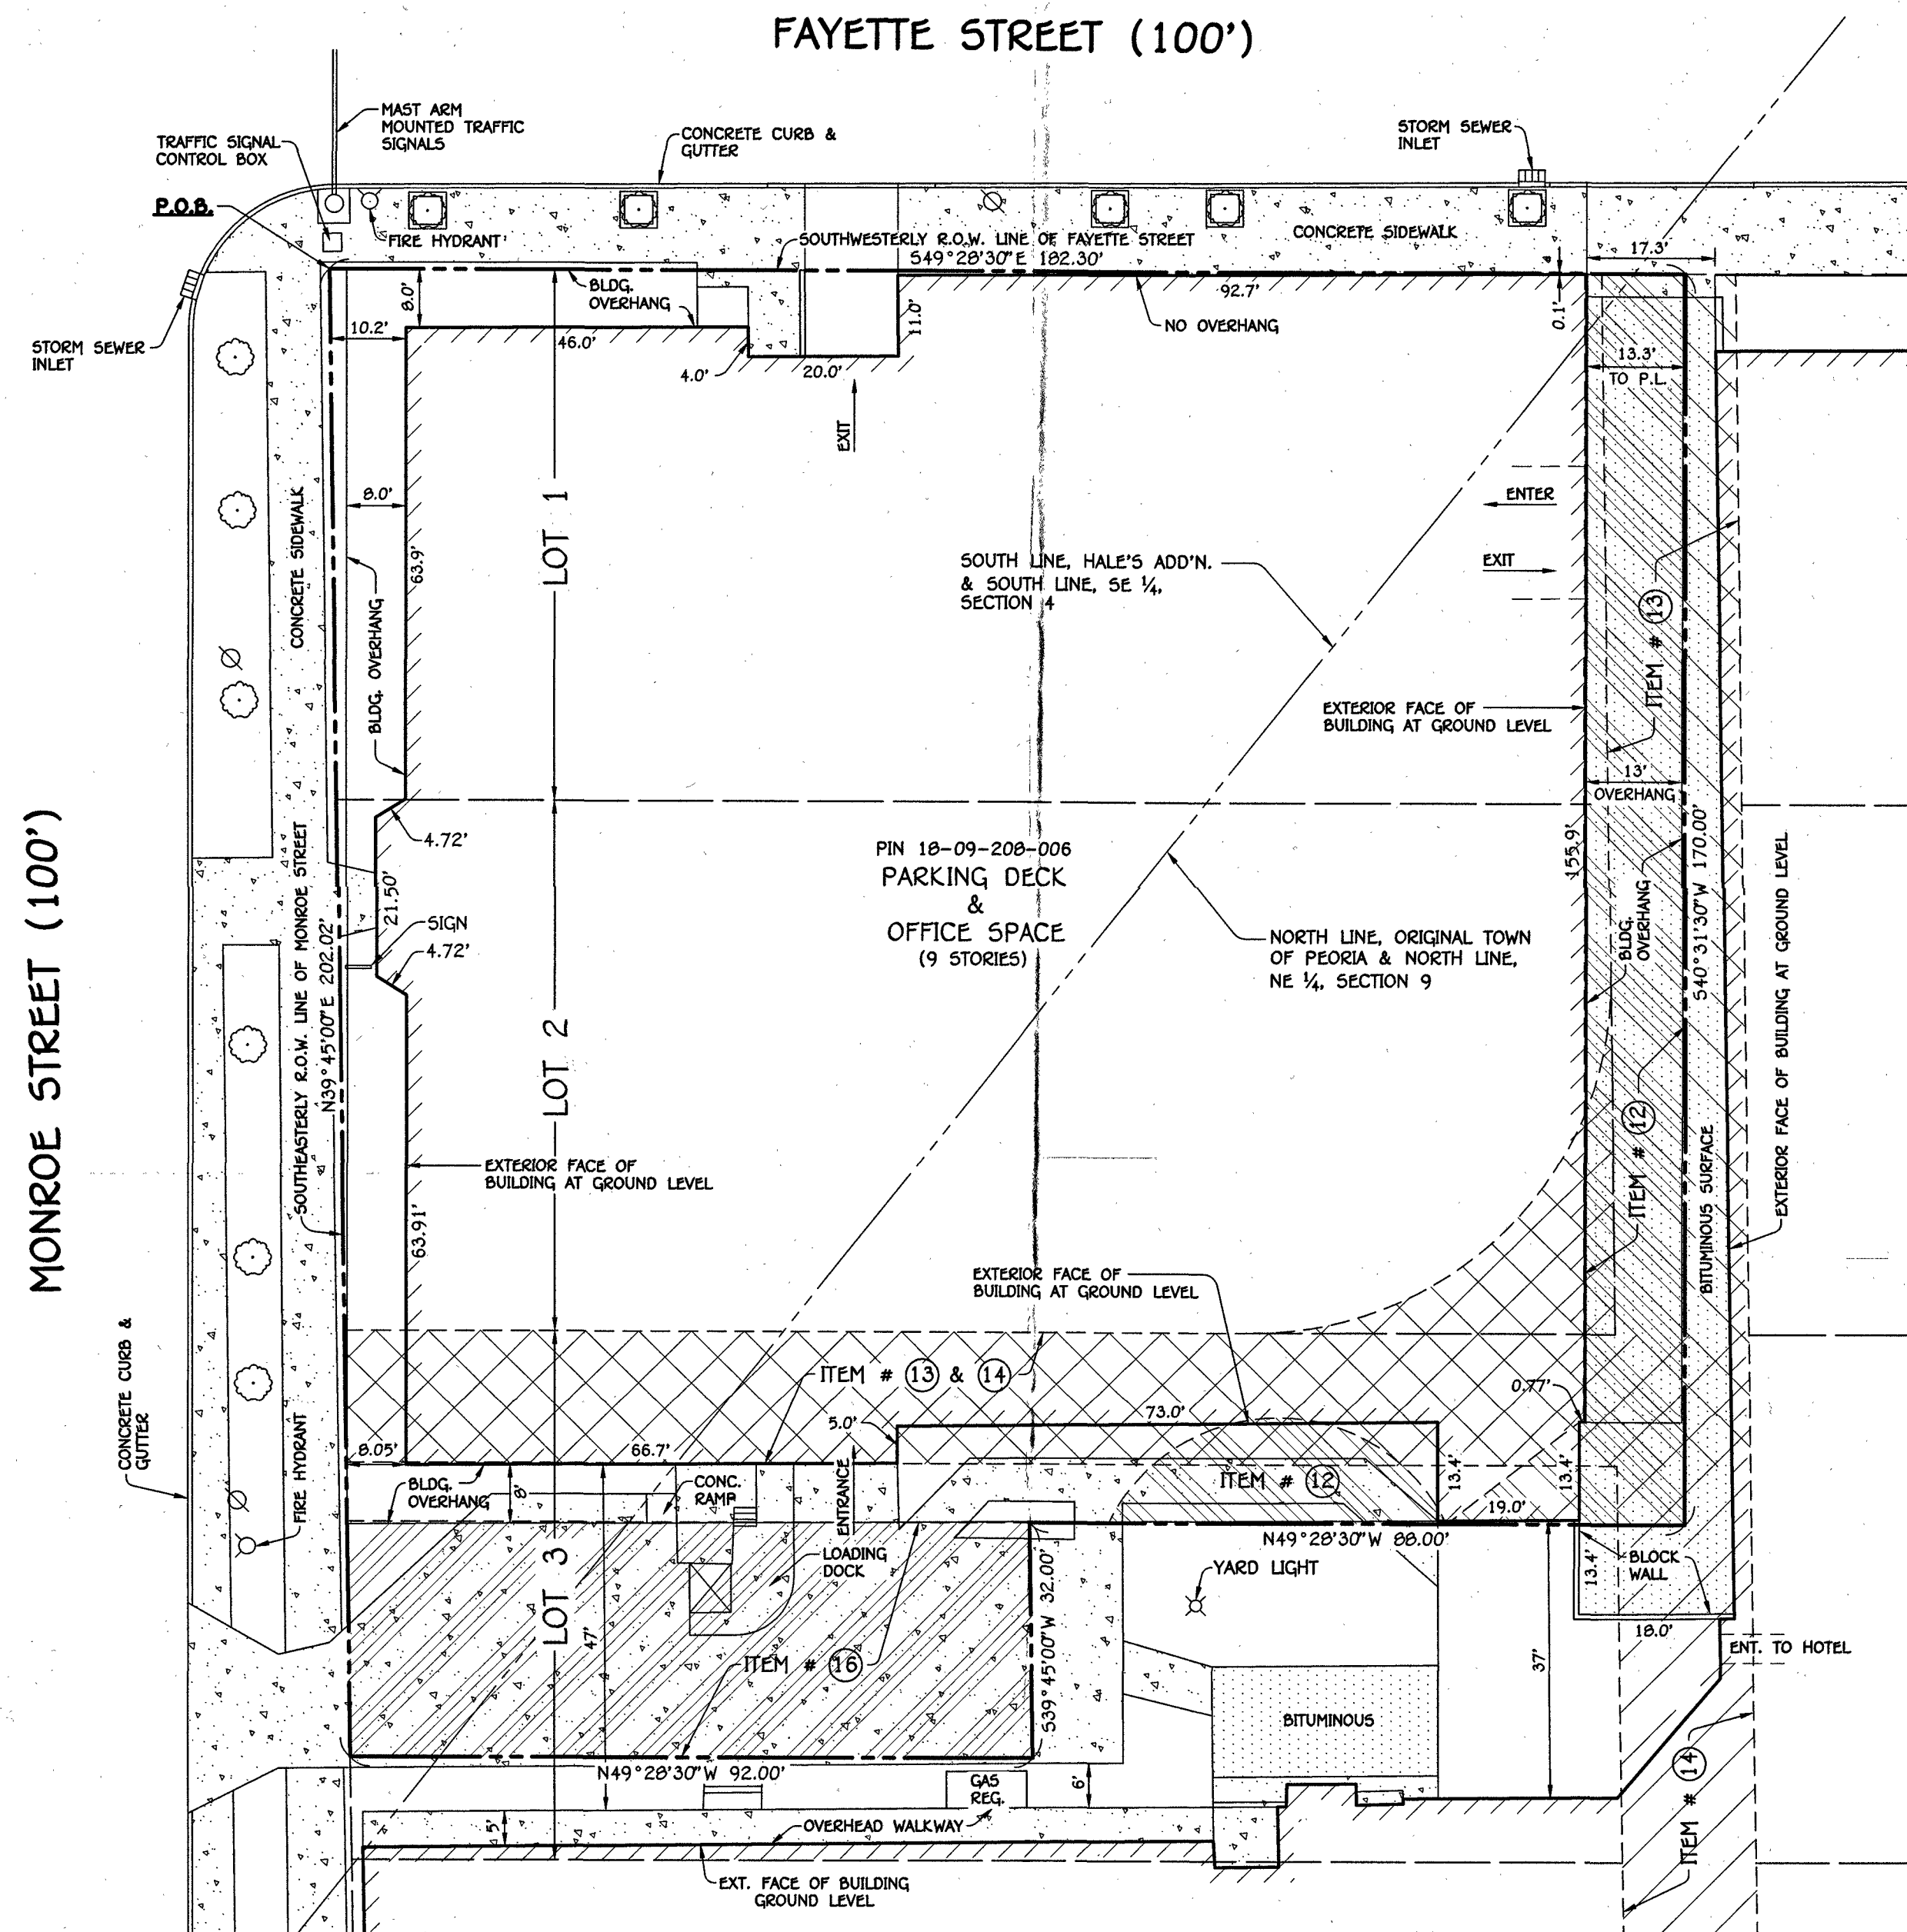 FAYETTE STREET (100')
MAST ARM
MOUNTED TRAFFIC
SIGNALS
TRAFFIC SIGNAL
CONTROL BOX
CONCRETE CURB &
GUTTER
STORM SEWER
INLET
P.O.B.
FIRE HYDRANT
SOUTHWESTERLY R.O.W. LINE OF FAYETTE STREET
S49°28'30"E 182.30'
CONCRETE SIDEWALK
17.3'
BLDG.
OVERHANG
8.0'
10.2'
46.0'
4.0'
20.0'
11.0'
92.7'
NO OVERHANG
0.1'
13.3'
TO P.L.
STORM SEWER
INLET
EXIT
CONCRETE SIDEWALK
8.0'
63.9'
BLDG. OVERHANG
LOT 1
ENTER
EXIT
SOUTH LINE, HALE'S ADD'N.
& SOUTH LINE, SE 1/4,
SECTION 4
ITEM # 13
EXTERIOR FACE OF
BUILDING AT GROUND LEVEL
13'
OVERHANG
4.72'
21.50'
SIGN
4.72'
PIN 18-09-208-006
PARKING DECK
&
OFFICE SPACE
(9 STORIES)
155.9'
BLDG.
OVERHANG
S40°31'30"W 170.00'
EXTERIOR FACE OF BUILDING AT GROUND LEVEL
NORTH LINE, ORIGINAL TOWN
OF PEORIA & NORTH LINE,
NE 1/4, SECTION 9
MONROE STREET (100')
SOUTHEASTERLY R.O.W. LINE OF MONROE STREET
N39°45'00"E 202.02'
LOT 2
ITEM # 12
BITUMINOUS SURFACE
EXTERIOR FACE OF
BUILDING AT GROUND LEVEL
63.91'
EXTERIOR FACE OF
BUILDING AT GROUND LEVEL
CONCRETE CURB &
GUTTER
FIRE HYDRANT
ITEM # 13 & 14
0.77'
73.0'
5.0'
8.05'
66.7'
BLDG.
OVERHANG
8'
CONC.
RAMP
ENTRANCE
ITEM # 12
13.4'
19.0'
13.4'
N49°28'30"W 88.00'
LOADING
DOCK
YARD LIGHT
13.4'
BLOCK
WALL
LOT 3
47'
S39°45'00"W 32.00'
18.0'
ENT. TO HOTEL
37'
ITEM # 16
BITUMINOUS
N49°28'30"W 92.00'
GAS
REG.
6'
ITEM # 14
5'
OVERHEAD WALKWAY
EXT. FACE OF BUILDING
GROUND LEVEL